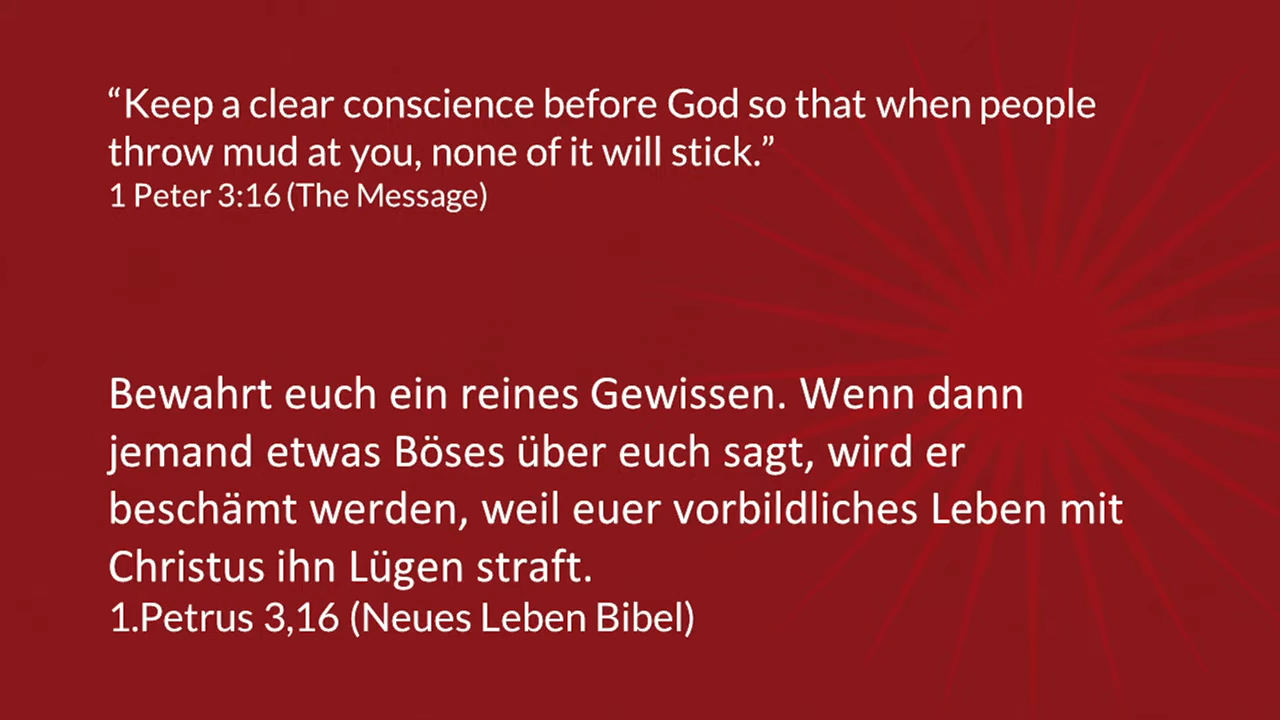 “Keep a clear conscience before God so that when people
throw mud at you, none of it will stick.”
1 Peter 3:16 (The Message)
Bewahrt euch ein reines Gewissen. Wenn dann
jemand etwas Böses über euch sagt, wird er
beschämt werden, weil euer vorbildliches Leben mit
Christus ihn Lügen straft.
1.Petrus 3,16 (Neues Leben Bibel)